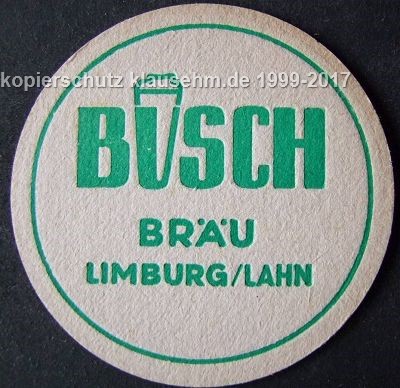 kopierschutz klausehm.de 1999-2017
BUSCH
BRÄU
LIMBURG/LAHN